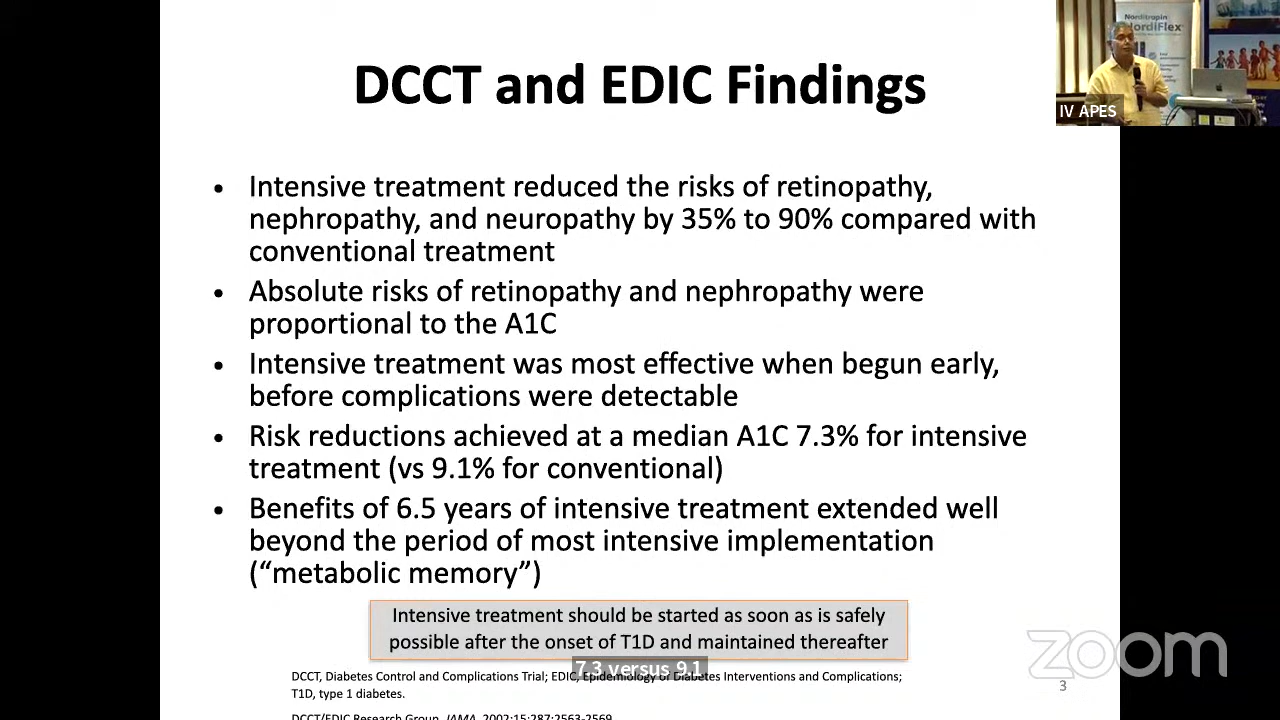 DCCT and EDIC Findings
Norditropin
NordiFlex
IV APES
• Intensive treatment reduced the risks of retinopathy,
nephropathy, and neuropathy by 35% to 90% compared with
conventional treatment
• Absolute risks of retinopathy and nephropathy were
proportional to the A1C
• Intensive treatment was most effective when begun early,
before complications were detectable
• Risk reductions achieved at a median A1C 7.3% for intensive
treatment (vs 9.1% for conventional)
• Benefits of 6.5 years of intensive treatment extended well
beyond the period of most intensive implementation
(“metabolic memory”)
Intensive treatment should be started as soon as is safely
possible after the onset of T1D and maintained thereafter
7.3 versus 9.1
DCCT, Diabetes Control and Complications Trial; EDIC, Epidemiology of Diabetes Interventions and Complications;
T1D, type 1 diabetes.
DCCT/EDIC Research Group. JAMA. 2002:15:287:2563-2569.
zoom
3